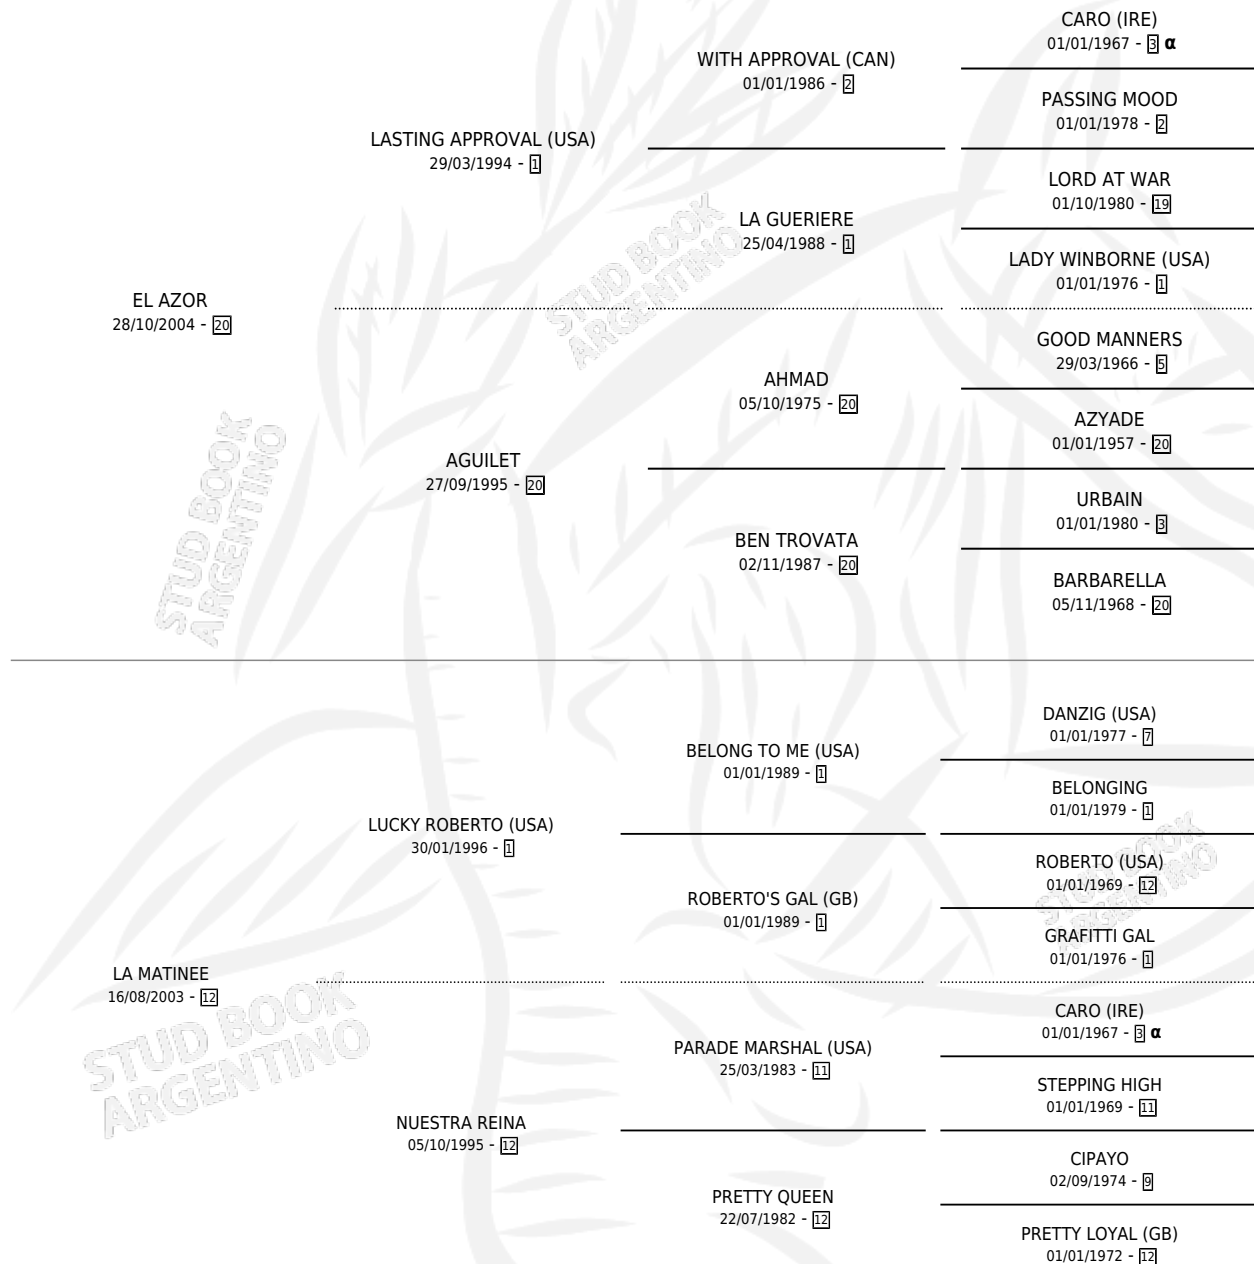 CARO (IRE)
01/01/1967 - 3 α
WITH APPROVAL (CAN)
01/01/1986 - 2
PASSING MOOD
01/01/1978 - 2
LASTING APPROVAL (USA)
29/03/1994 - 1
LORD AT WAR
01/10/1980 - 19
LA GUERIERE
25/04/1988 - 1
LADY WINBORNE (USA)
01/01/1976 - 1
EL AZOR
28/10/2004 - 20
GOOD MANNERS
29/03/1966 - 5
AHMAD
05/10/1975 - 20
AZYADE
01/01/1957 - 20
AGUILET
27/09/1995 - 20
URBAIN
01/01/1980 - 3
BEN TROVATA
02/11/1987 - 20
BARBARELLA
05/11/1968 - 20
STUD BOOK
ARGENTINO
STUD BOOK
ARGENTINO
DANZIG (USA)
01/01/1977 - 7
BELONG TO ME (USA)
01/01/1989 - 1
BELONGING
01/01/1979 - 1
LUCKY ROBERTO (USA)
30/01/1996 - 1
ROBERTO (USA)
01/01/1969 - 12
ROBERTO'S GAL (GB)
01/01/1989 - 1
GRAFITTI GAL
01/01/1976 - 1
LA MATINEE
16/08/2003 - 12
CARO (IRE)
01/01/1967 - 3 α
PARADE MARSHAL (USA)
25/03/1983 - 11
STEPPING HIGH
01/01/1969 - 11
NUESTRA REINA
05/10/1995 - 12
CIPAYO
02/09/1974 - 9
PRETTY QUEEN
22/07/1982 - 12
PRETTY LOYAL (GB)
01/01/1972 - 12
STUD BOOK
ARGENTINO
STUD BOOK
ARGENTINO